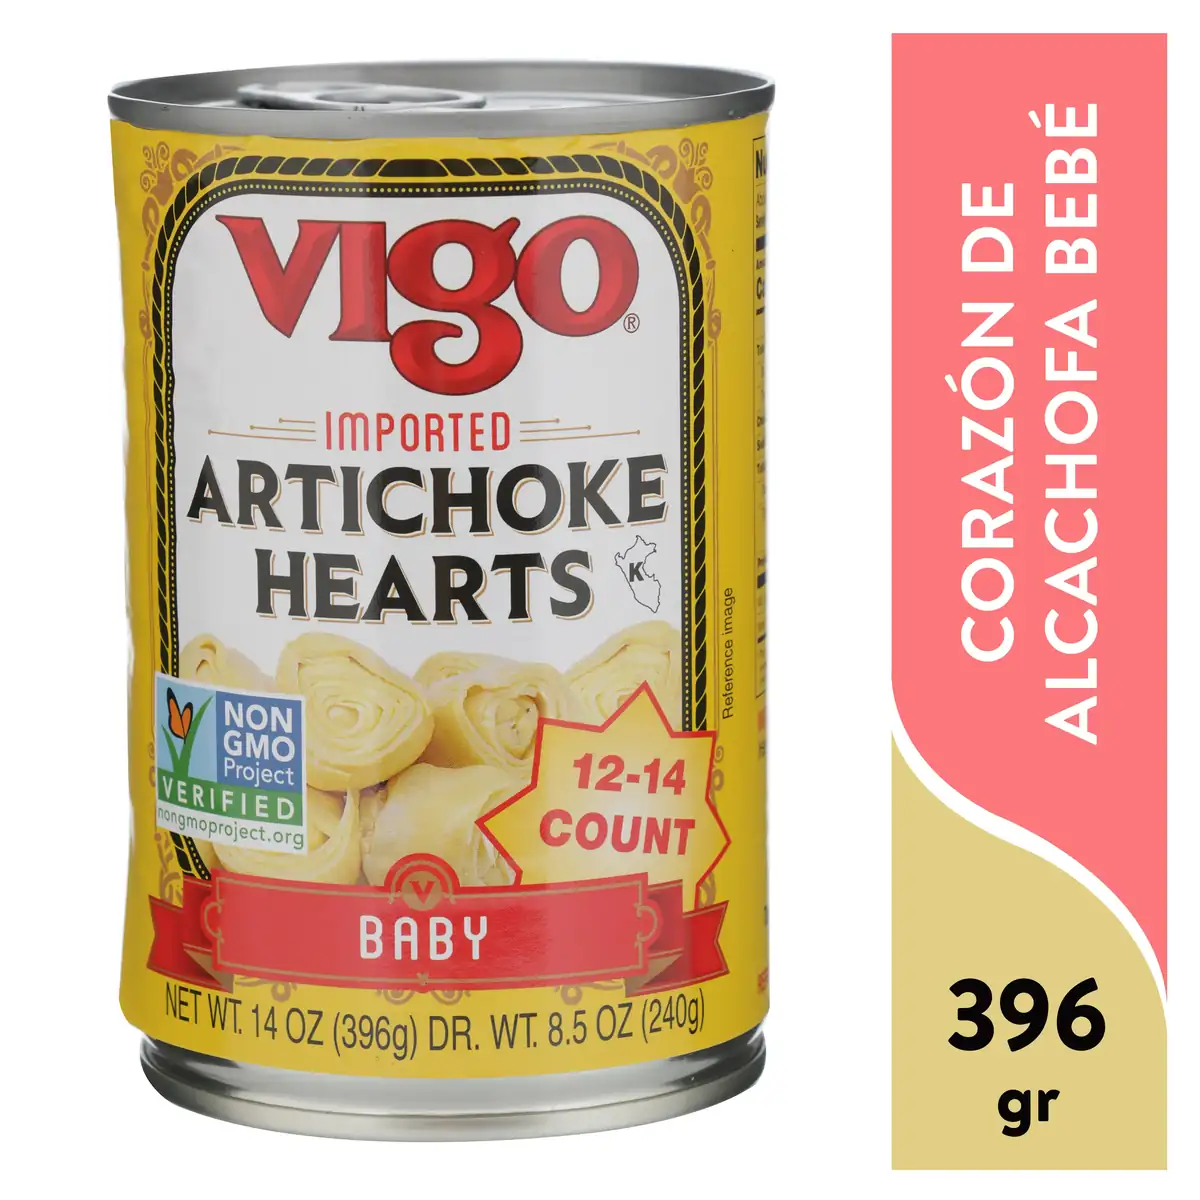 VIGO®
IMPORTED
ARTICHOKE
HEARTS
K
Reference image
NON
GMO
Project
VERIFIED
nongmoproject.org
12-14
COUNT
V
BABY
NET WT. 14 OZ (396g) DR. WT. 8.5 OZ (240g)
CORAZÓN DE
ALCACHOFA BEBÉ
396
gr